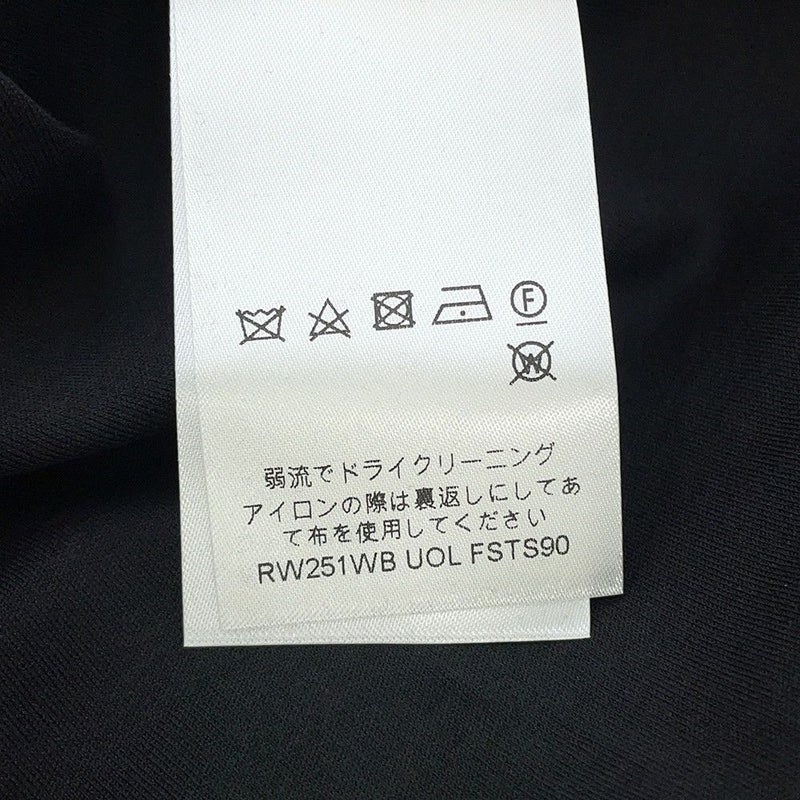 F
W
弱流でドライクリーニング
アイロンの際は裏返しにしてあ
て布を使用してください
RW251WB UOL FSTS90